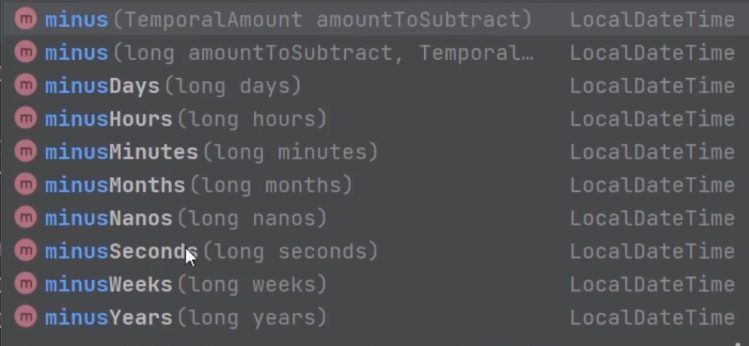 m minus(TemporalAmount amountToSubtract) LocalDateTime
m minus(long amountToSubtract, Temporal… LocalDateTime
m minusDays(long days) LocalDateTime
m minusHours(long hours) LocalDateTime
m minusMinutes(long minutes) LocalDateTime
m minusMonths(long months) LocalDateTime
m minusNanos(long nanos) LocalDateTime
m minusSeconds(long seconds) LocalDateTime
m minusWeeks(long weeks) LocalDateTime
m minusYears(long years) LocalDateTime